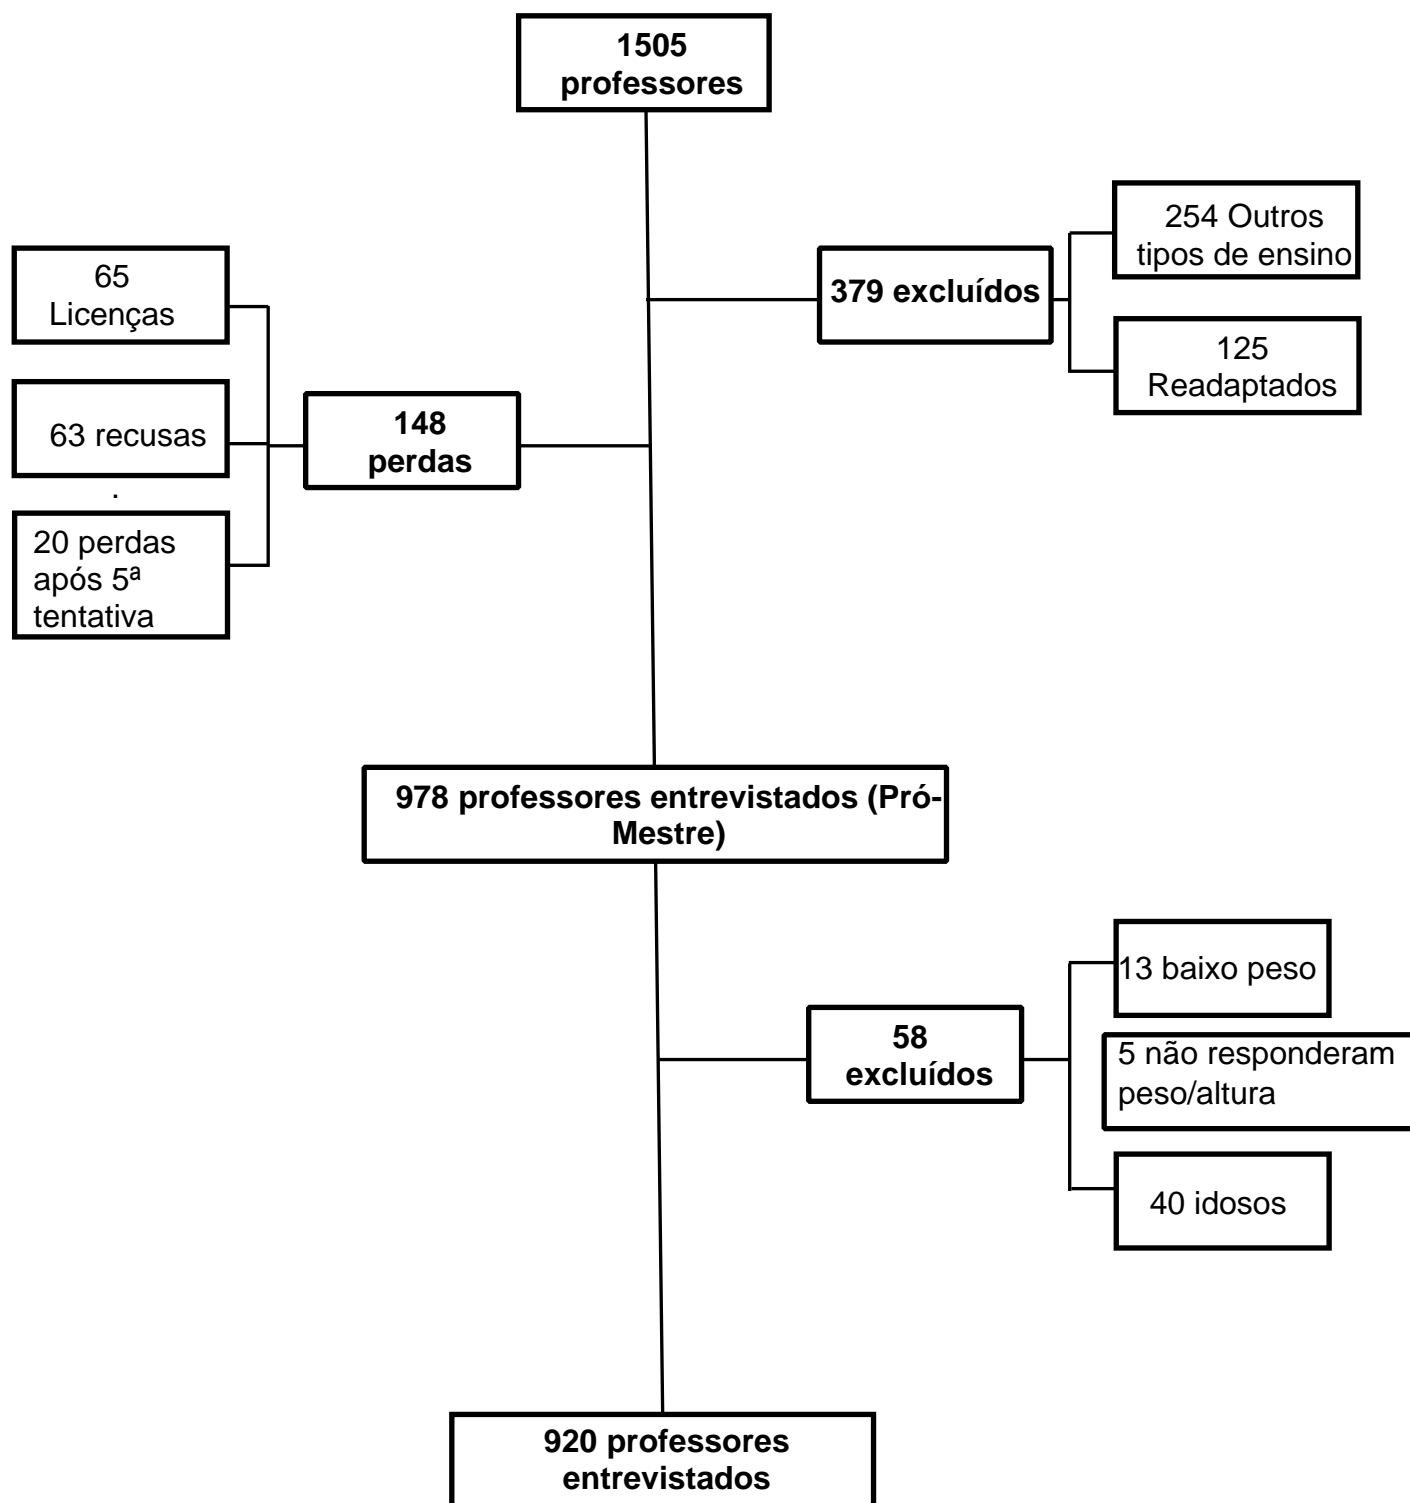 1505
professores
254 Outros
tipos de ensino
379 excluídos
125
Readaptados
65
Licenças
63 recusas
.
20 perdas
após 5ª
tentativa
148
perdas
978 professores entrevistados (Pró-
Mestre)
13 baixo peso
58
excluídos
5 não responderam
peso/altura
40 idosos
920 professores
entrevistados